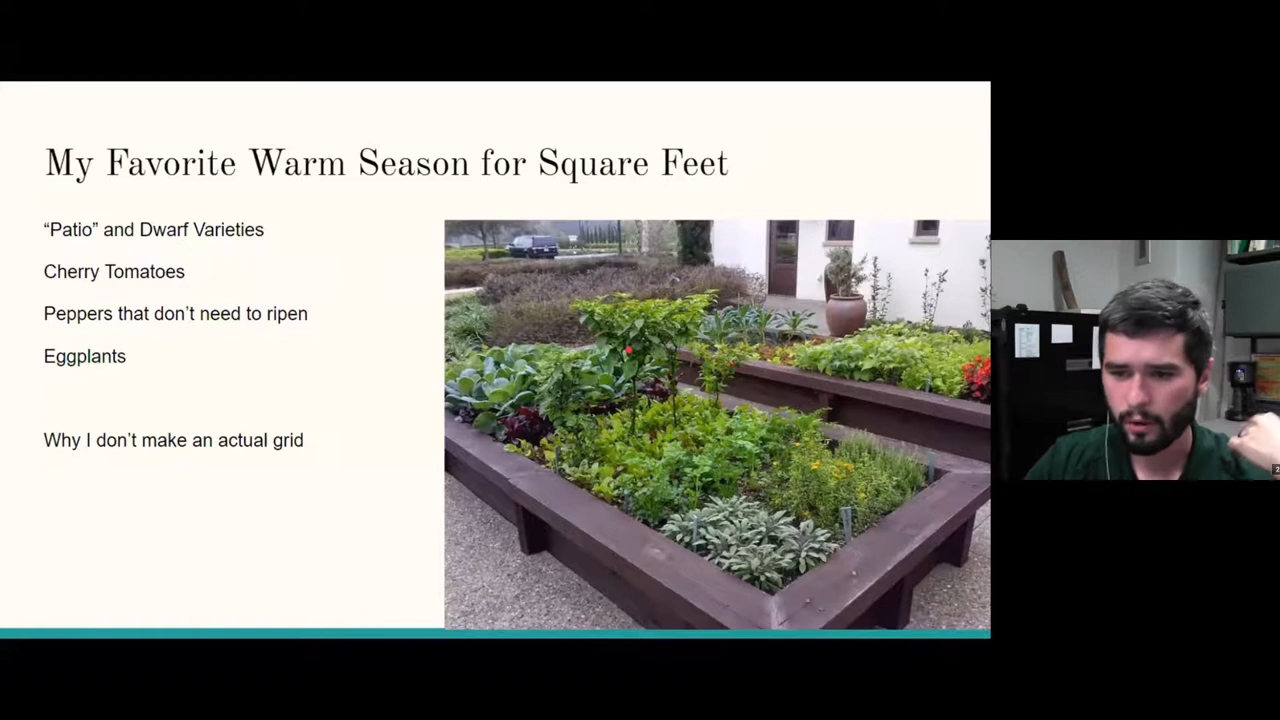 My Favorite Warm Season for Square Feet
“Patio” and Dwarf Varieties
Cherry Tomatoes
Peppers that don’t need to ripen
Eggplants
Why I don’t make an actual grid